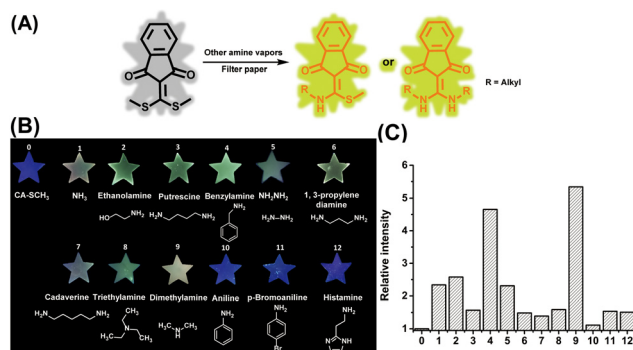 (A)
O
O
S
S
Other amine vapors
Filter paper
O
O
R
HN
S
or
O
O
R
HN
NH
R
R = Alkyl
(B)
0
1
2
3
4
5
6
CA-SCH3
NH3
Ethanolamine
Putrescine
Benzylamine
NH2NH2
1, 3-propylene
diamine
HO
NH2
H2N
NH2
NH2
H2N—NH2
H2N
NH2
7
8
9
10
11
12
Cadaverine
Triethylamine
Dimethylamine
Aniline
p-Bromoaniline
Histamine
H2N
NH2
CH3
H3C
N
CH3
H3C
NH
CH3
NH2
NH2
Br
NH2
HN
(C)
Relative intensity
6
5
4
3
2
1
0 1 2 3 4 5 6 7 8 9 10 11 12